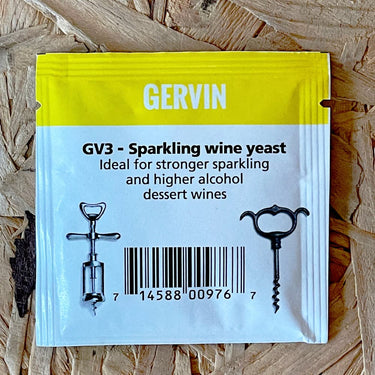 GERVIN
GV3 - Sparkling wine yeast
Ideal for stronger sparkling
and higher alcohol
dessert wines
7 14588 00976 7